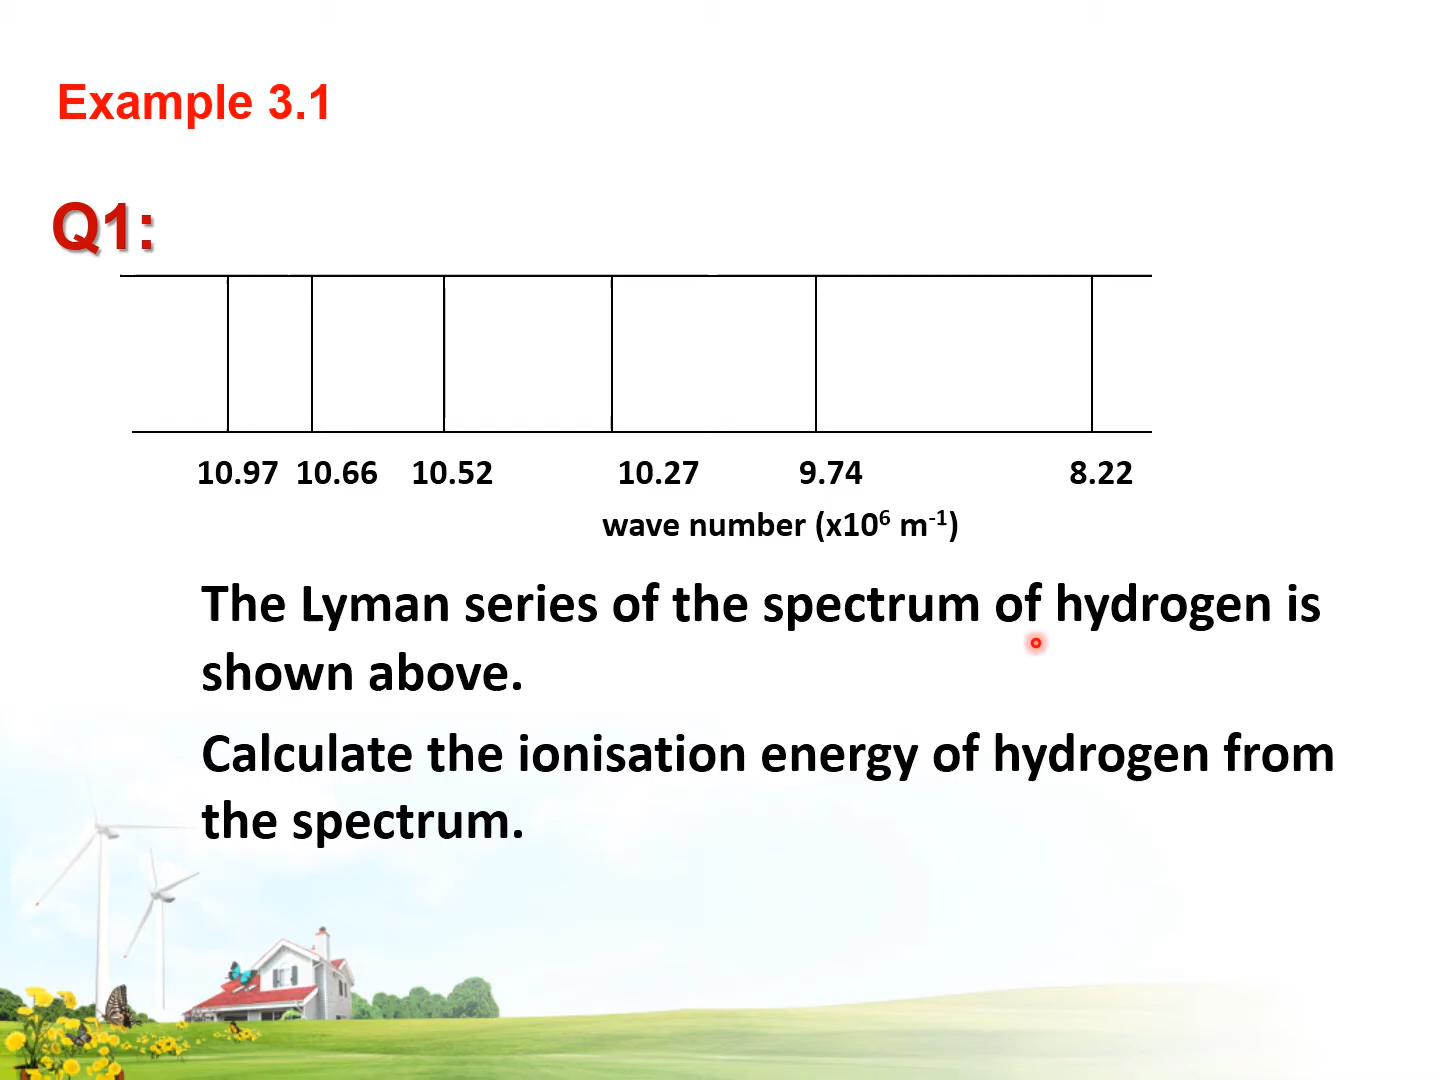 Example 3.1
Q1:
10.97 10.66 10.52 10.27 9.74 8.22
wave number (x10⁶ m⁻¹)
The Lyman series of the spectrum of hydrogen is
shown above.
Calculate the ionisation energy of hydrogen from
the spectrum.